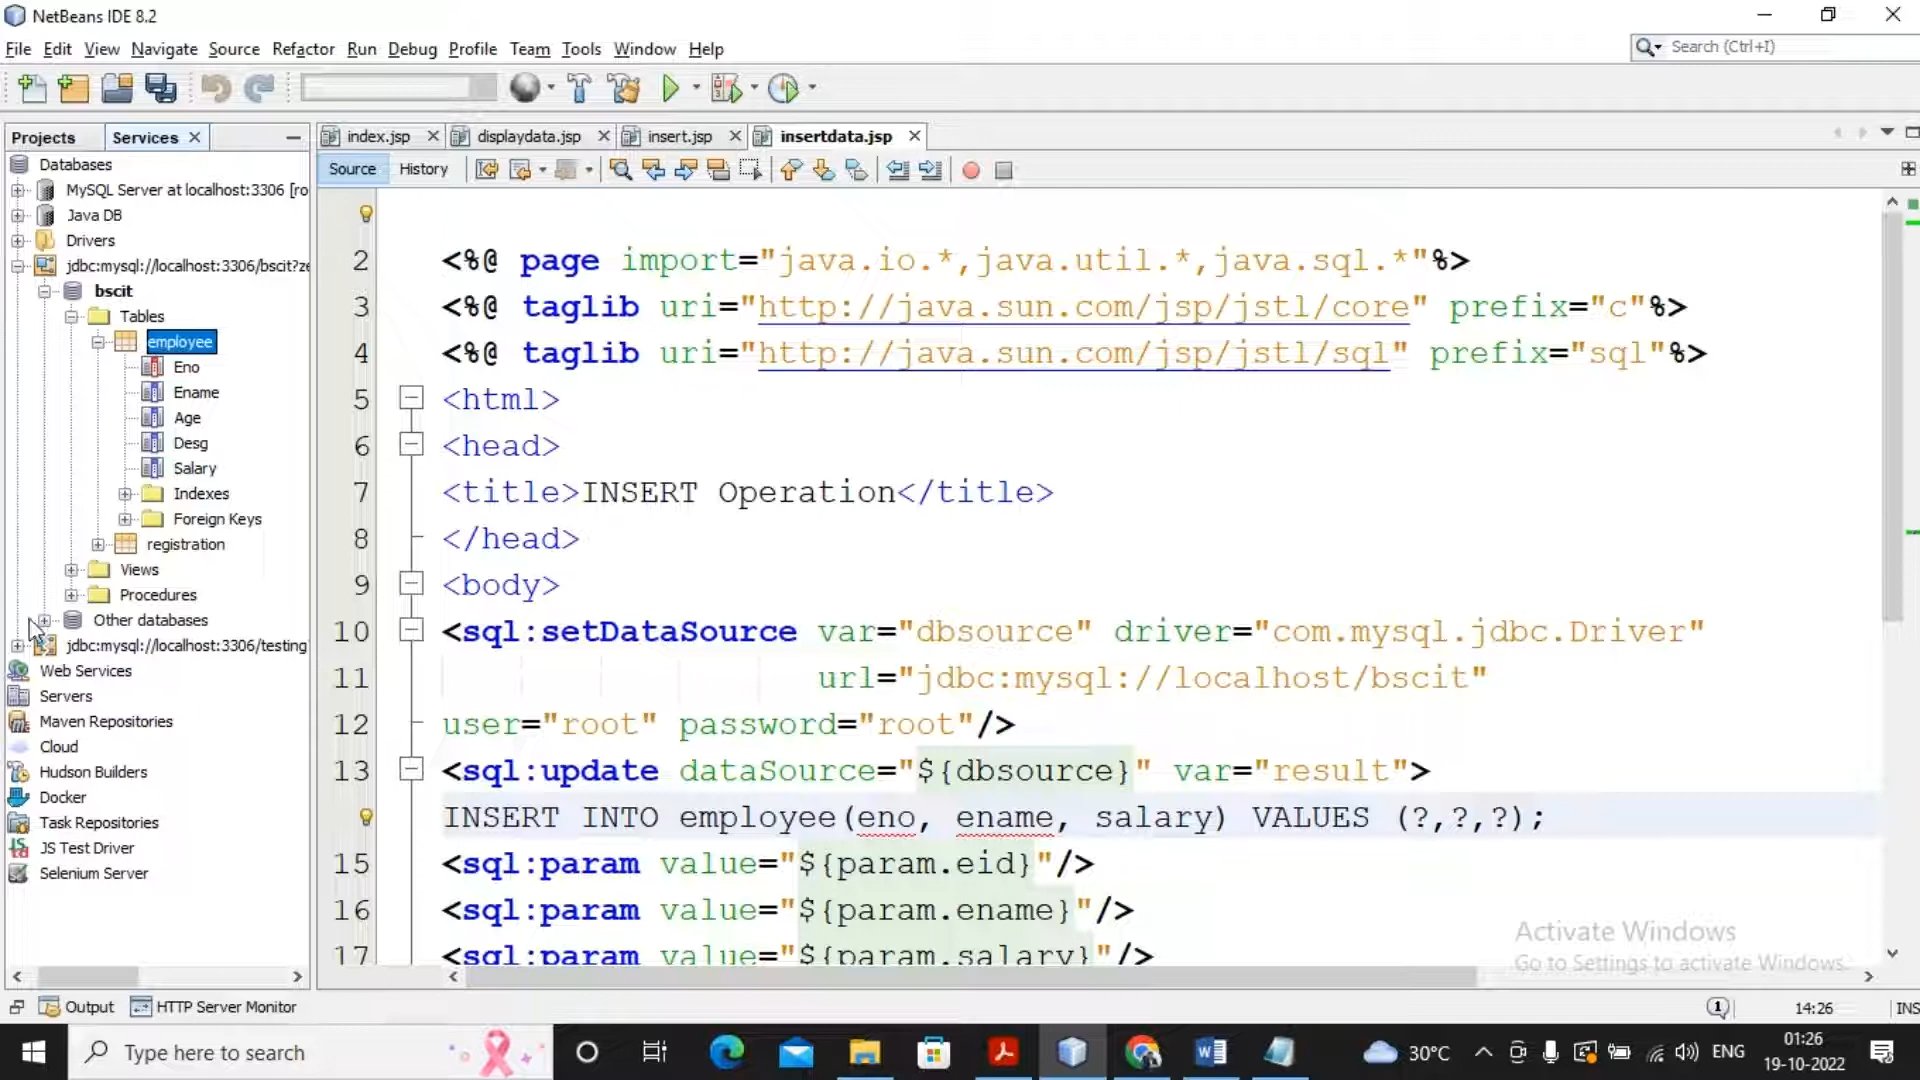 NetBeans IDE 8.2
File Edit View Navigate Source Refactor Run Debug Profile Team Tools Window Help
Search (Ctrl+I)
Projects Services
index.jsp displaydata.jsp insert.jsp insertdata.jsp
Source History
Databases
MySQL Server at localhost:3306 [ro
Java DB
Drivers
jdbc:mysql://localhost:3306/bscit?ze
bscit
Tables
employee
Eno
Ename
Age
Desg
Salary
Indexes
Foreign Keys
registration
Views
Procedures
Other databases
jdbc:mysql://localhost:3306/testing
Web Services
Servers
Maven Repositories
Cloud
Hudson Builders
Docker
Task Repositories
JS Test Driver
Selenium Server
2 <%@ page import="java.io.*,java.util.*,java.sql.*"%>
3 <%@ taglib uri="http://java.sun.com/jsp/jstl/core" prefix="c"%>
4 <%@ taglib uri="http://java.sun.com/jsp/jstl/sql" prefix="sql"%>
5 <html>
6 <head>
7 <title>INSERT Operation</title>
8 </head>
9 <body>
10 <sql:setDataSource var="dbsource" driver="com.mysql.jdbc.Driver"
11 url="jdbc:mysql://localhost/bscit"
12 user="root" password="root"/>
13 <sql:update dataSource="${dbsource}" var="result">
INSERT INTO employee(eno, ename, salary) VALUES (?,?,?);
15 <sql:param value="${param.eid}"/>
16 <sql:param value="${param.ename}"/>
17 <sql:param value="${param.salary}"/>
Activate Windows
Go to Settings to activate Windows.
Output HTTP Server Monitor
1 14:26 INS
Type here to search
30°C ENG 01:26
19-10-2022